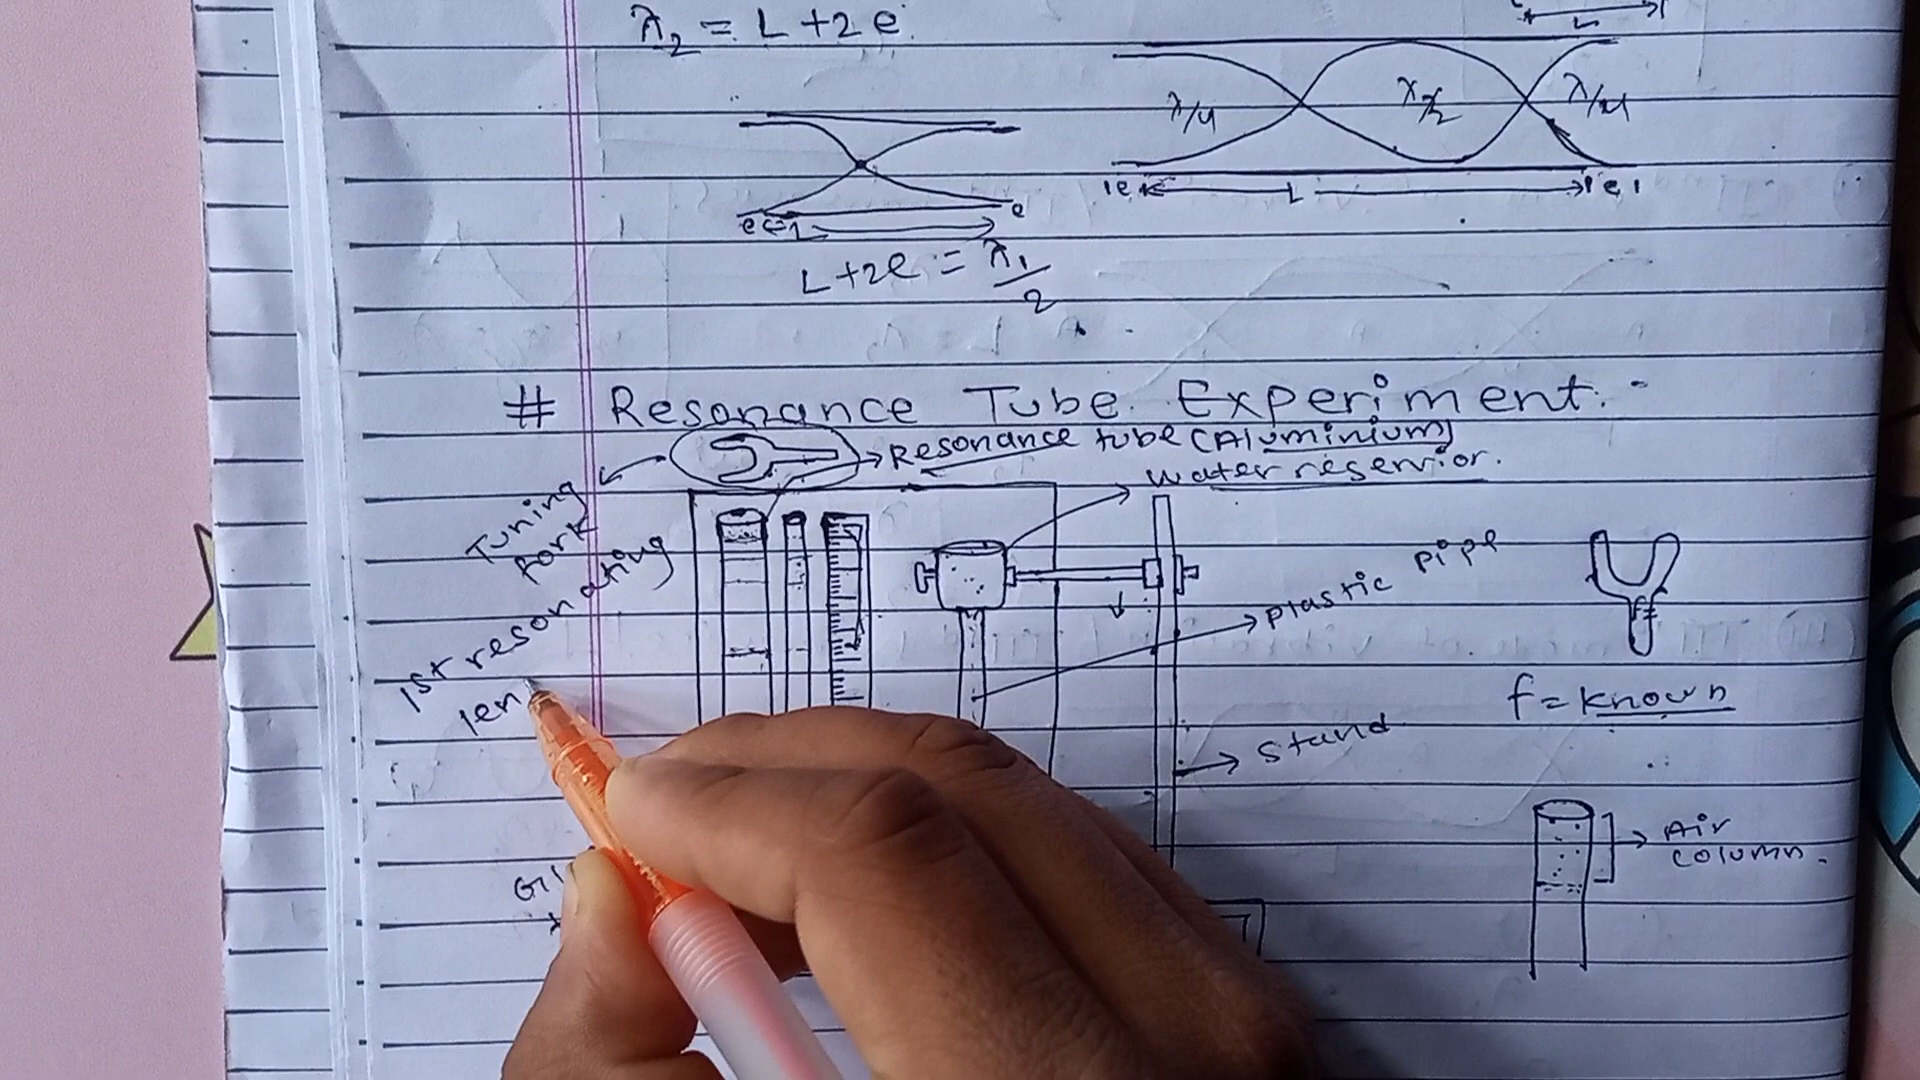 λ₂ = L + 2e
L
λ/4
λ/2
λ/4
e L e
e L e
L + 2e = λ₁/2
# Resonance Tube Experiment:-
Resonance tube (Aluminium)
water reservior.
Tuning
fork
plastic pipe
1st resonating
len
f = known
stand
Air
column.